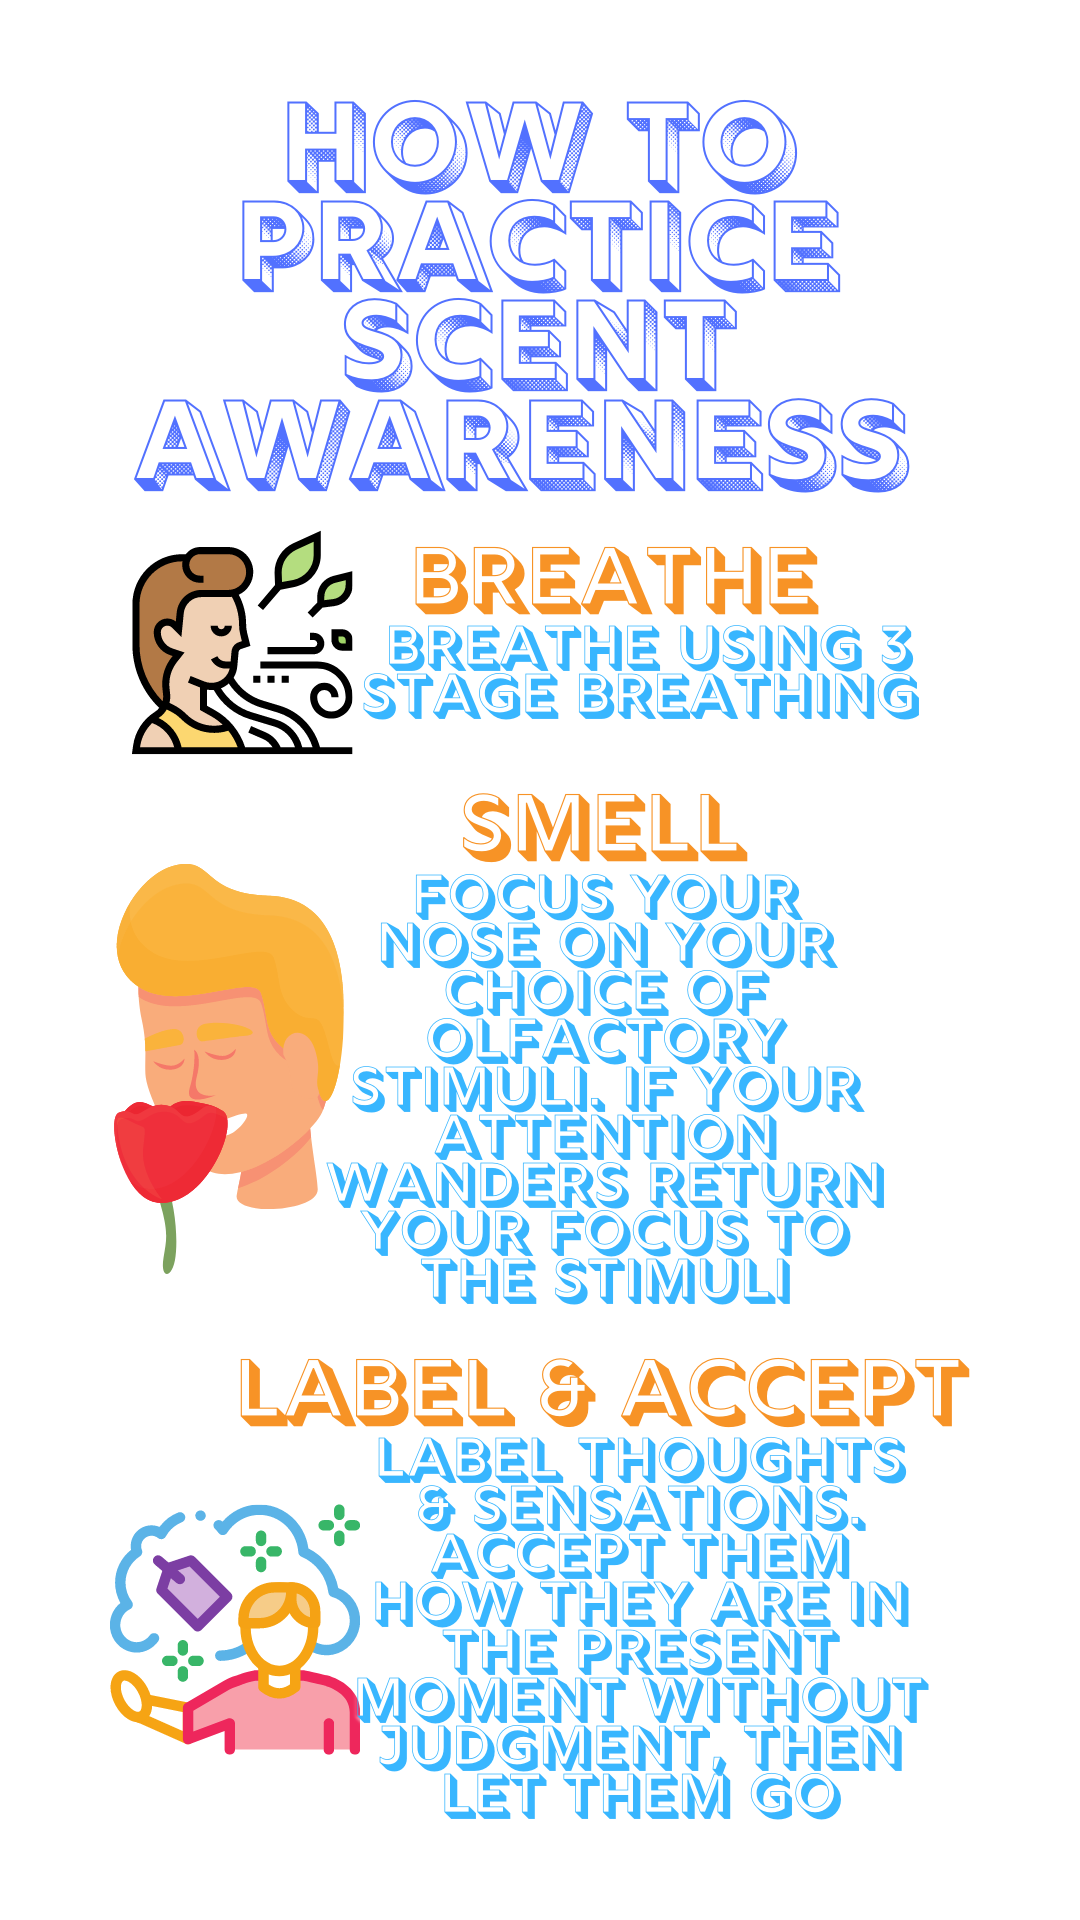 HOW TO
PRACTICE
SCENT
AWARENESS
BREATHE
BREATHE USING 3
STAGE BREATHING
SMELL
FOCUS YOUR
NOSE ON YOUR
CHOICE OF
OLFACTORY
STIMULI. IF YOUR
ATTENTION
WANDERS RETURN
YOUR FOCUS TO
THE STIMULI
LABEL & ACCEPT
LABEL THOUGHTS
& SENSATIONS.
ACCEPT THEM
HOW THEY ARE IN
THE PRESENT
MOMENT WITHOUT
JUDGMENT, THEN
LET THEM GO